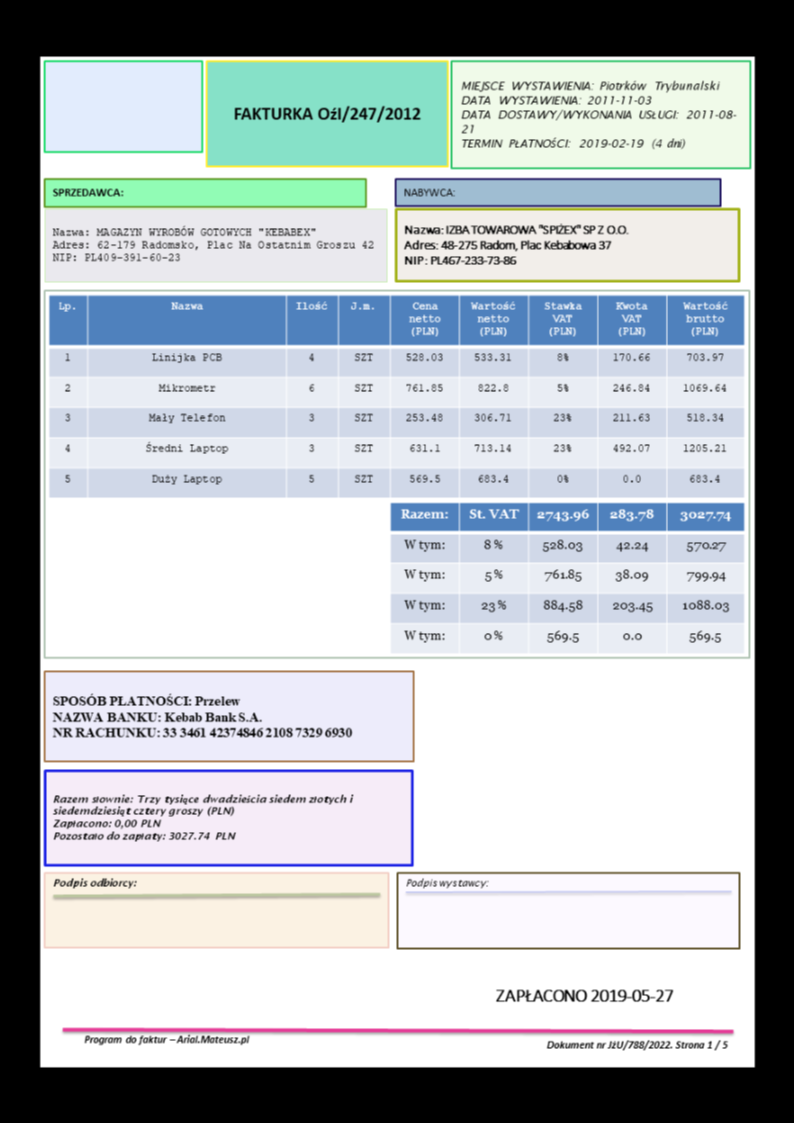 FAKTURKA Oźl/247/2012
MIEJSCE WYSTAWIENIA: Piotrków Trybunalski
DATA WYSTAWIENIA: 2011-11-03
DATA DOSTAWY/WYKONANIA USŁUGI: 2011-08-
21
TERMIN PŁATNOŚCI: 2019-02-19 (4 dni)
SPRZEDAWCA:
NABYWCA:
Nazwa: MAGAZYN WYROBÓW GOTOWYCH "KEBABEX"
Adres: 62-179 Radomsko, Plac Na Ostatnim Groszu 42
NIP: PL409-391-60-23
Nazwa: IZBA TOWAROWA "SPIŻEX" SP Z O.O.
Adres: 48-275 Radom, Plac Kebabowa 37
NIP: PL467-233-73-86
Lp. Nazwa Ilość J.m. Cena netto (PLN) Wartość netto (PLN) Stawka VAT (PLN) Kwota VAT (PLN) Wartość brutto (PLN)
1 Linijka PCB 4 SZT 528.03 533.31 8% 170.66 703.97
2 Mikrometr 6 SZT 761.85 822.8 5% 246.84 1069.64
3 Mały Telefon 3 SZT 253.48 306.71 23% 211.63 518.34
4 Średni Laptop 3 SZT 631.1 713.14 23% 492.07 1205.21
5 Duży Laptop 5 SZT 569.5 683.4 0% 0.0 683.4
Razem: St. VAT 2743.96 283.78 3027.74
W tym: 8% 528.03 42.24 570.27
W tym: 5% 761.85 38.09 799.94
W tym: 23% 884.58 203.45 1088.03
W tym: 0% 569.5 0.0 569.5
SPOSÓB PŁATNOŚCI: Przelew
NAZWA BANKU: Kebab Bank S.A.
NR RACHUNKU: 33 3461 42374846 2108 7329 6930
Razem słownie: Trzy tysiące dwadzieścia siedem złotych i
siedemdziesiąt cztery groszy (PLN)
Zapłacono: 0,00 PLN
Pozostało do zapłaty: 3027.74 PLN
Podpis odbiorcy:
Podpis wystawcy:
ZAPŁACONO 2019-05-27
Program do faktur – Arial.Mateusz.pl
Dokument nr JżU/788/2022. Strona 1 / 5